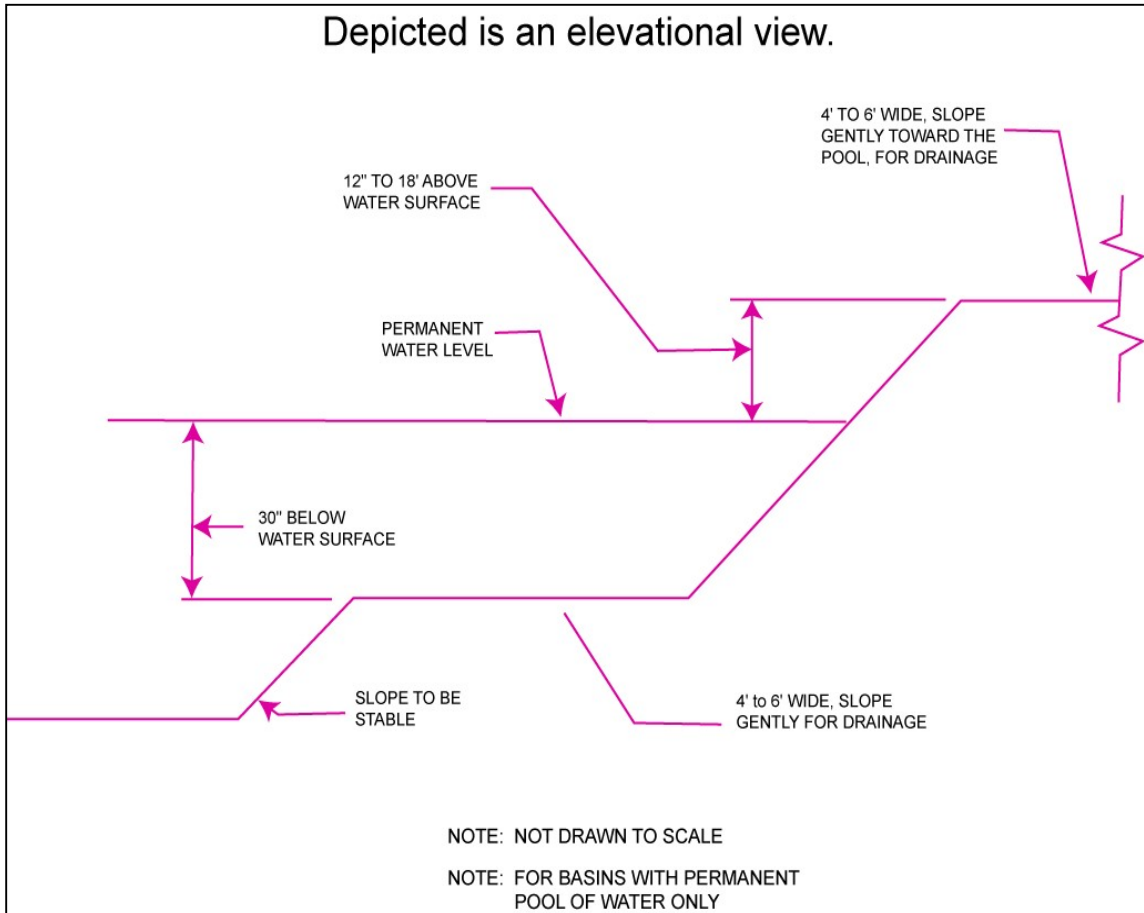 Depicted is an elevational view.
4' TO 6' WIDE, SLOPE
GENTLY TOWARD THE
POOL, FOR DRAINAGE
12" TO 18' ABOVE
WATER SURFACE
PERMANENT
WATER LEVEL
30" BELOW
WATER SURFACE
SLOPE TO BE
STABLE
4' to 6' WIDE, SLOPE
GENTLY FOR DRAINAGE
NOTE: NOT DRAWN TO SCALE
NOTE: FOR BASINS WITH PERMANENT
POOL OF WATER ONLY